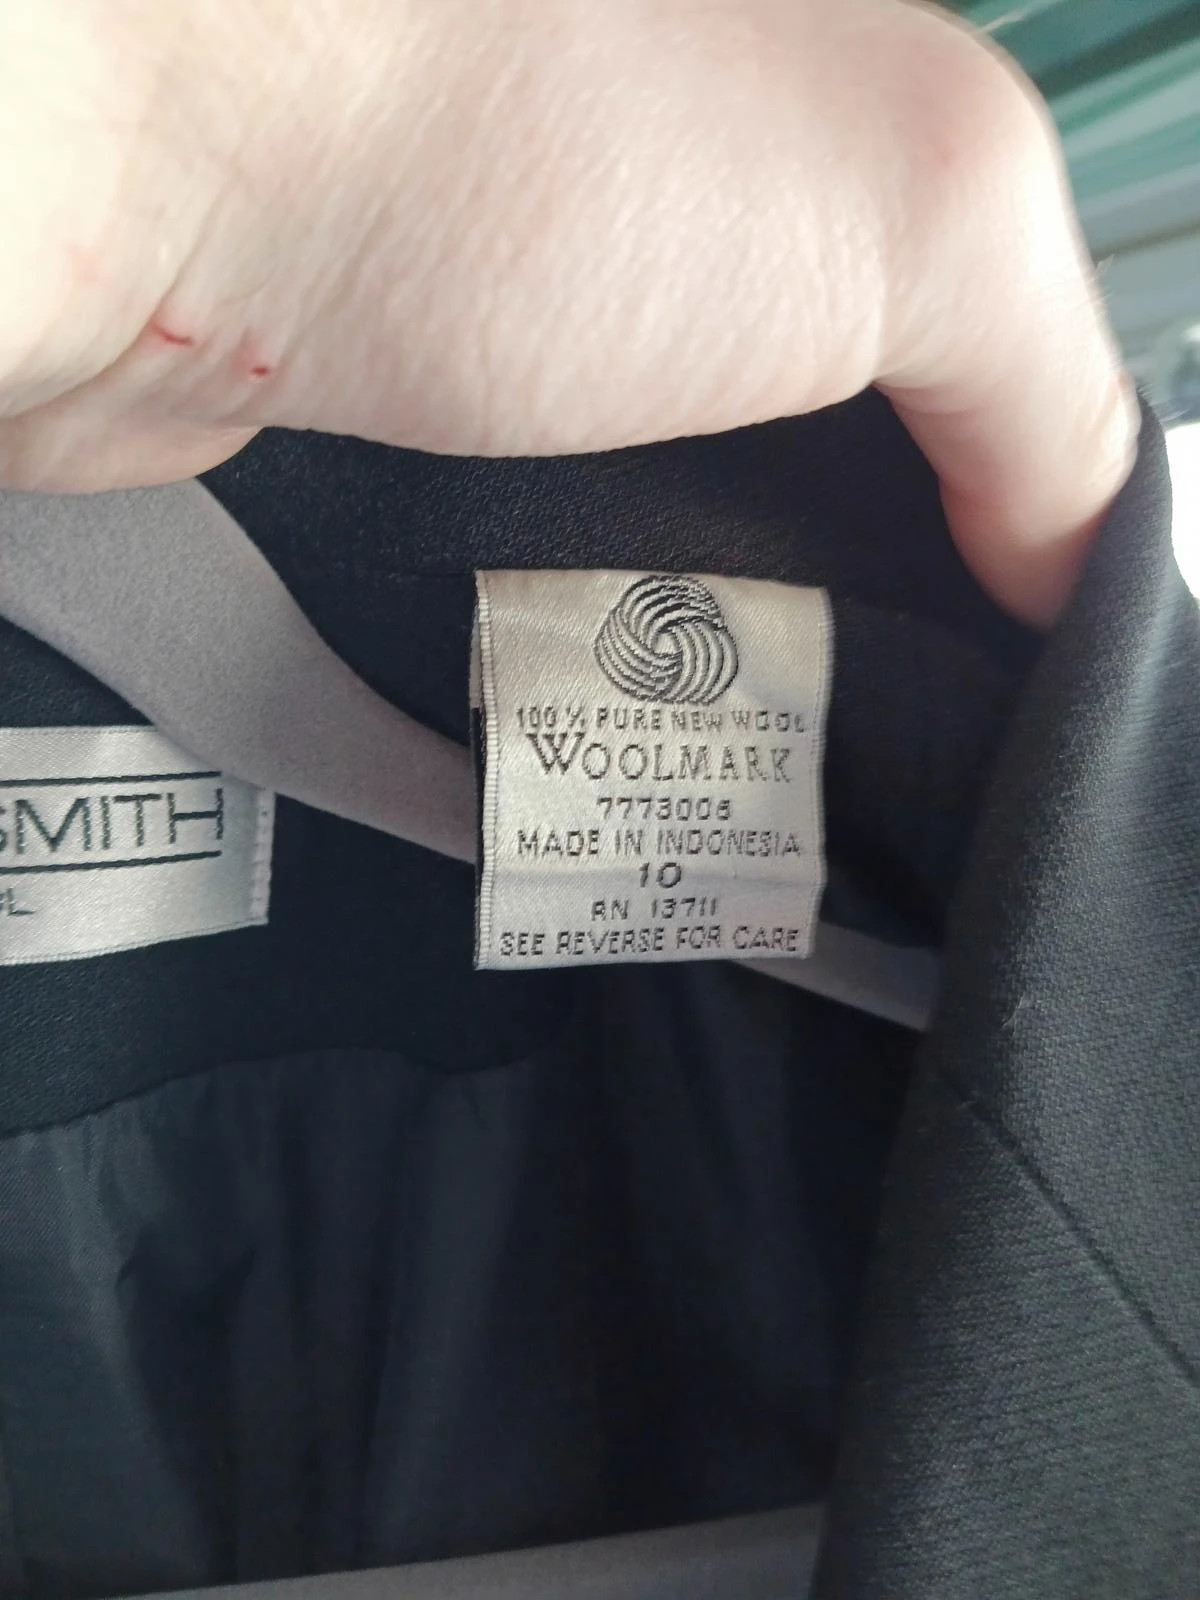 SMITH
100% PURE NEW WOOL
WOOLMARK
7773006
MADE IN INDONESIA
10
RN 13711
SEE REVERSE FOR CARE